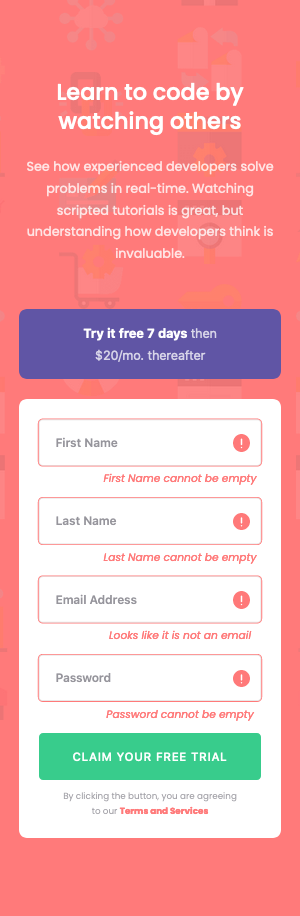 Learn to code by
watching others
See how experienced developers solve
problems in real-time. Watching
scripted tutorials is great, but
understanding how developers think is
invaluable.
Try it free 7 days then
$20/mo. thereafter
First Name
First Name cannot be empty
Last Name
Last Name cannot be empty
Email Address
Looks like it is not an email
Password
Password cannot be empty
CLAIM YOUR FREE TRIAL
By clicking the button, you are agreeing
to our Terms and Services